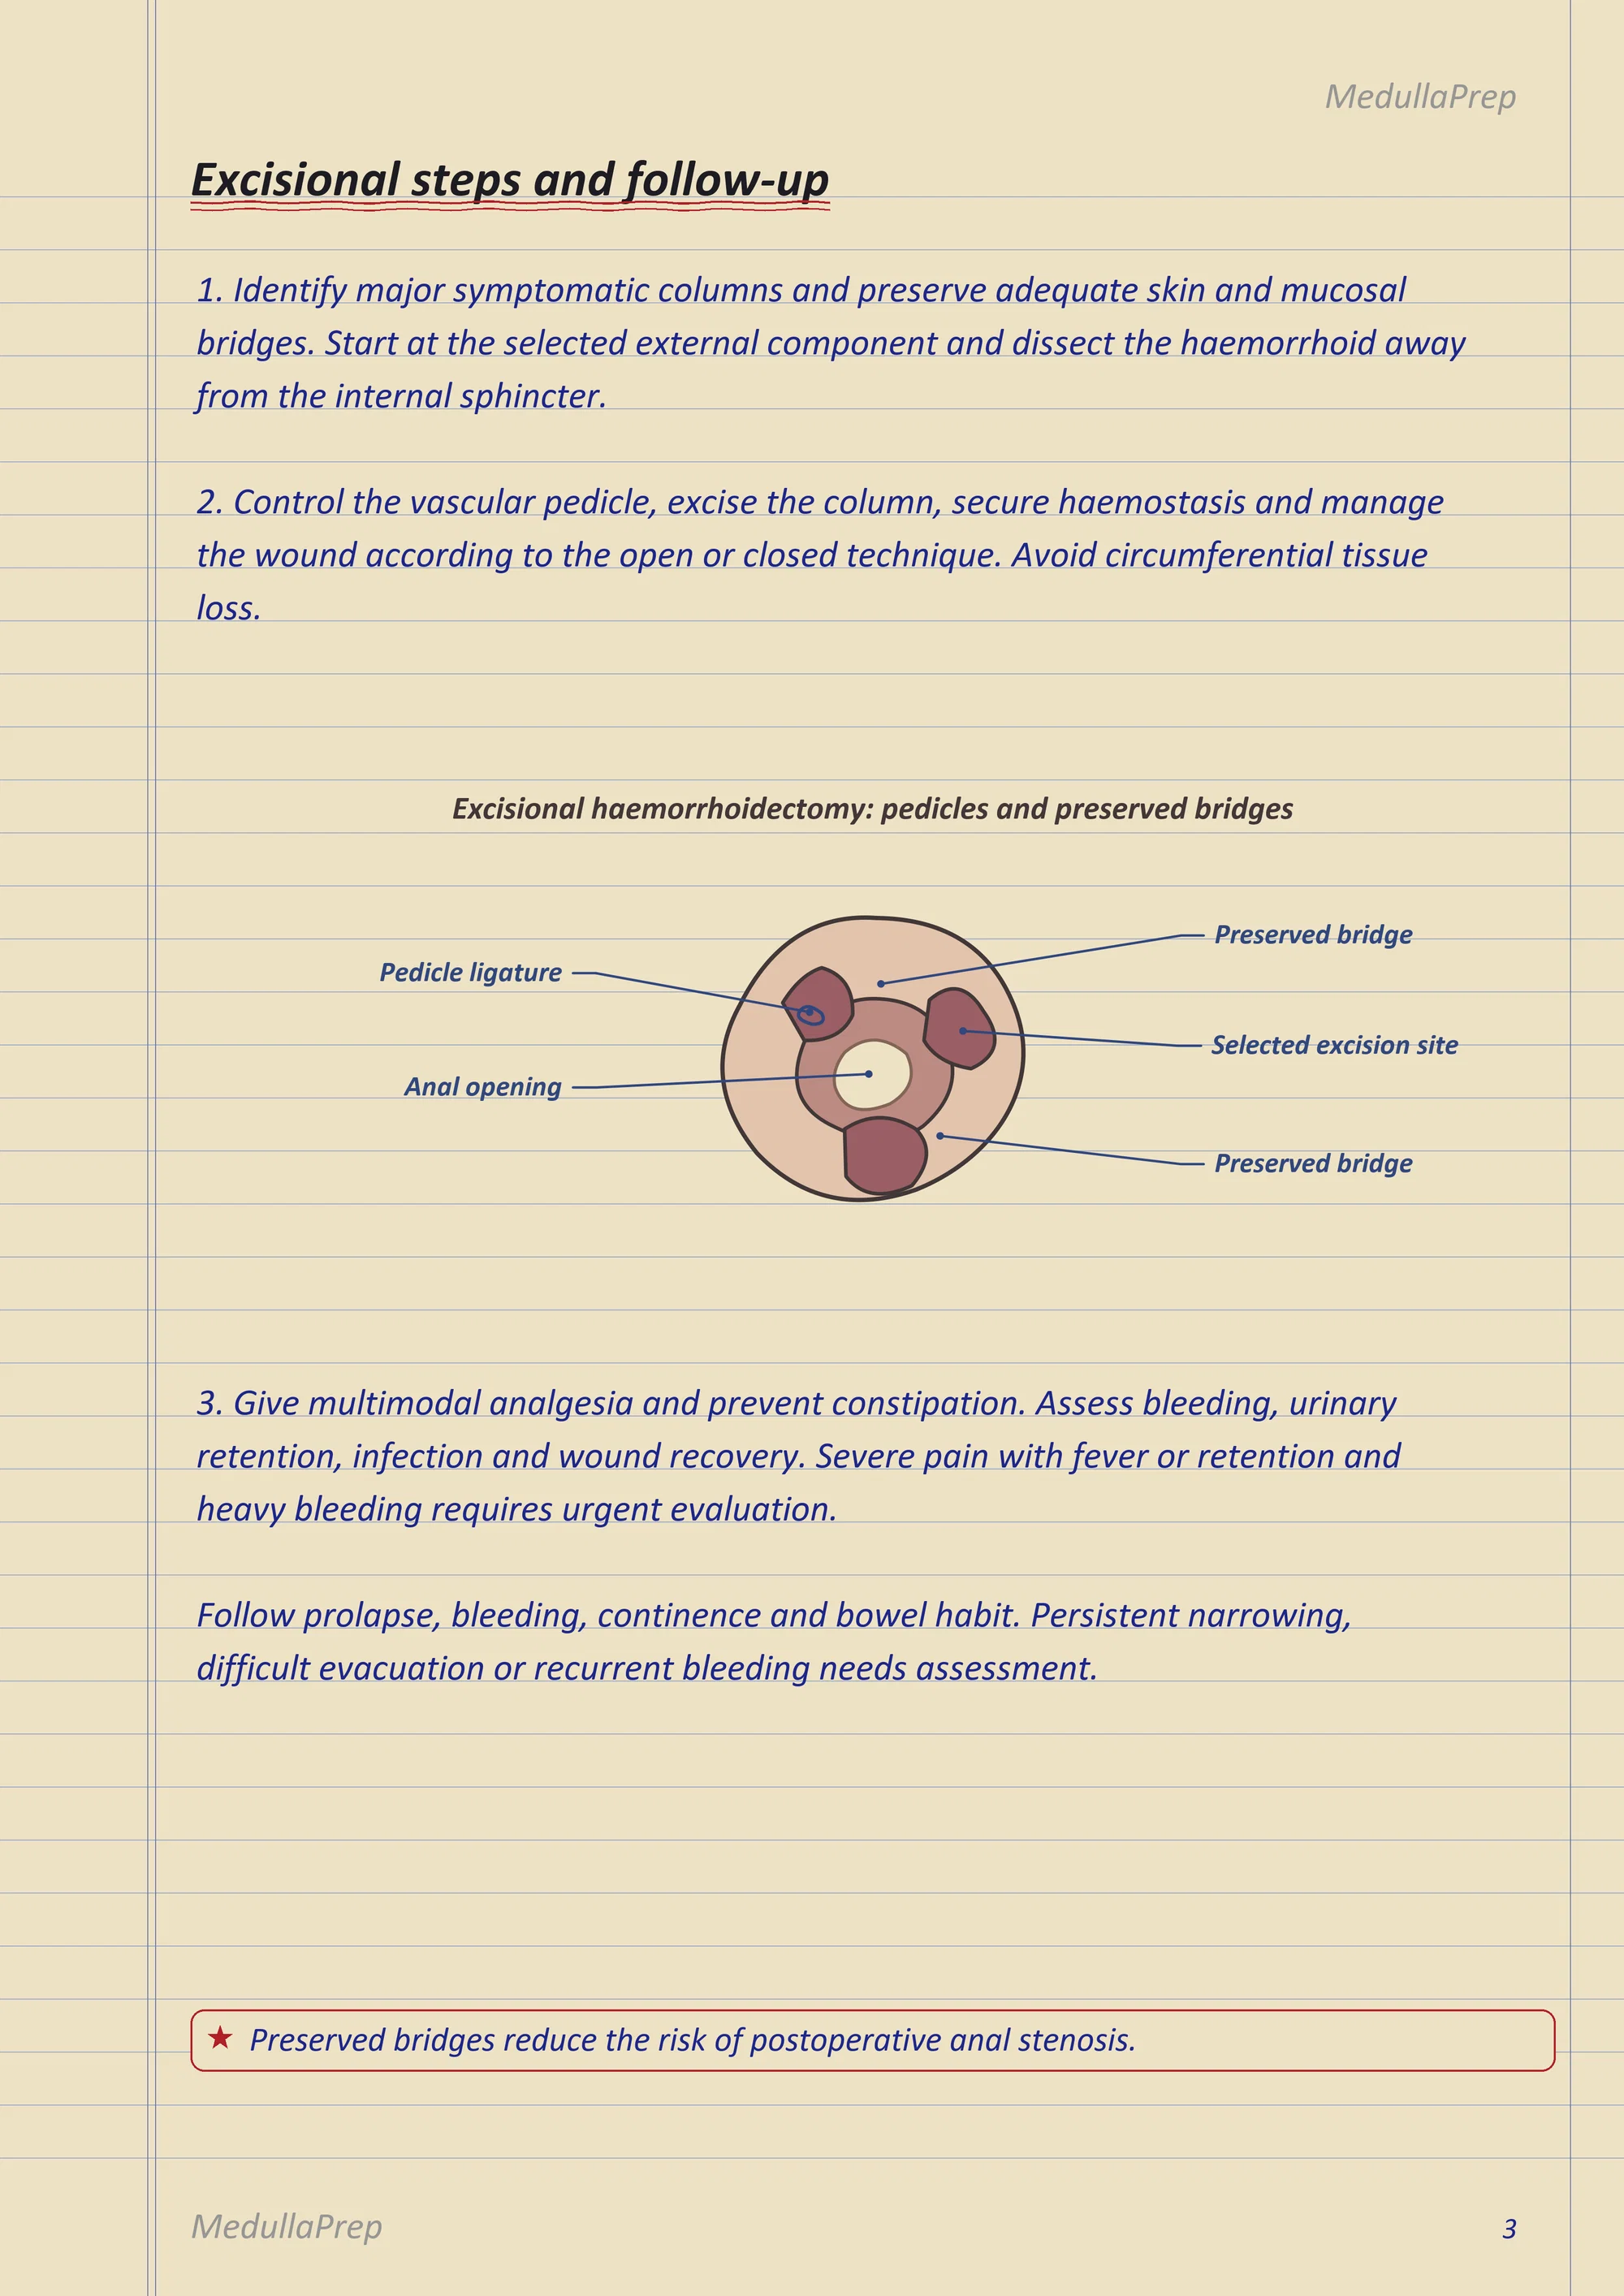 MedullaPrep
Excisional steps and follow-up
1. Identify major symptomatic columns and preserve adequate skin and mucosal
bridges. Start at the selected external component and dissect the haemorrhoid away
from the internal sphincter.
2. Control the vascular pedicle, excise the column, secure haemostasis and manage
the wound according to the open or closed technique. Avoid circumferential tissue
loss.
Excisional haemorrhoidectomy: pedicles and preserved bridges
Preserved bridge
Pedicle ligature
Selected excision site
Anal opening
Preserved bridge
3. Give multimodal analgesia and prevent constipation. Assess bleeding, urinary
retention, infection and wound recovery. Severe pain with fever or retention and
heavy bleeding requires urgent evaluation.
Follow prolapse, bleeding, continence and bowel habit. Persistent narrowing,
difficult evacuation or recurrent bleeding needs assessment.
★ Preserved bridges reduce the risk of postoperative anal stenosis.
MedullaPrep
3